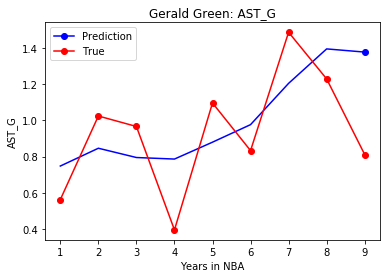 Gerald Green: AST_G
Prediction
True
AST_G
1.4
1.2
1.0
0.8
0.6
0.4
1 2 3 4 5 6 7 8 9
Years in NBA